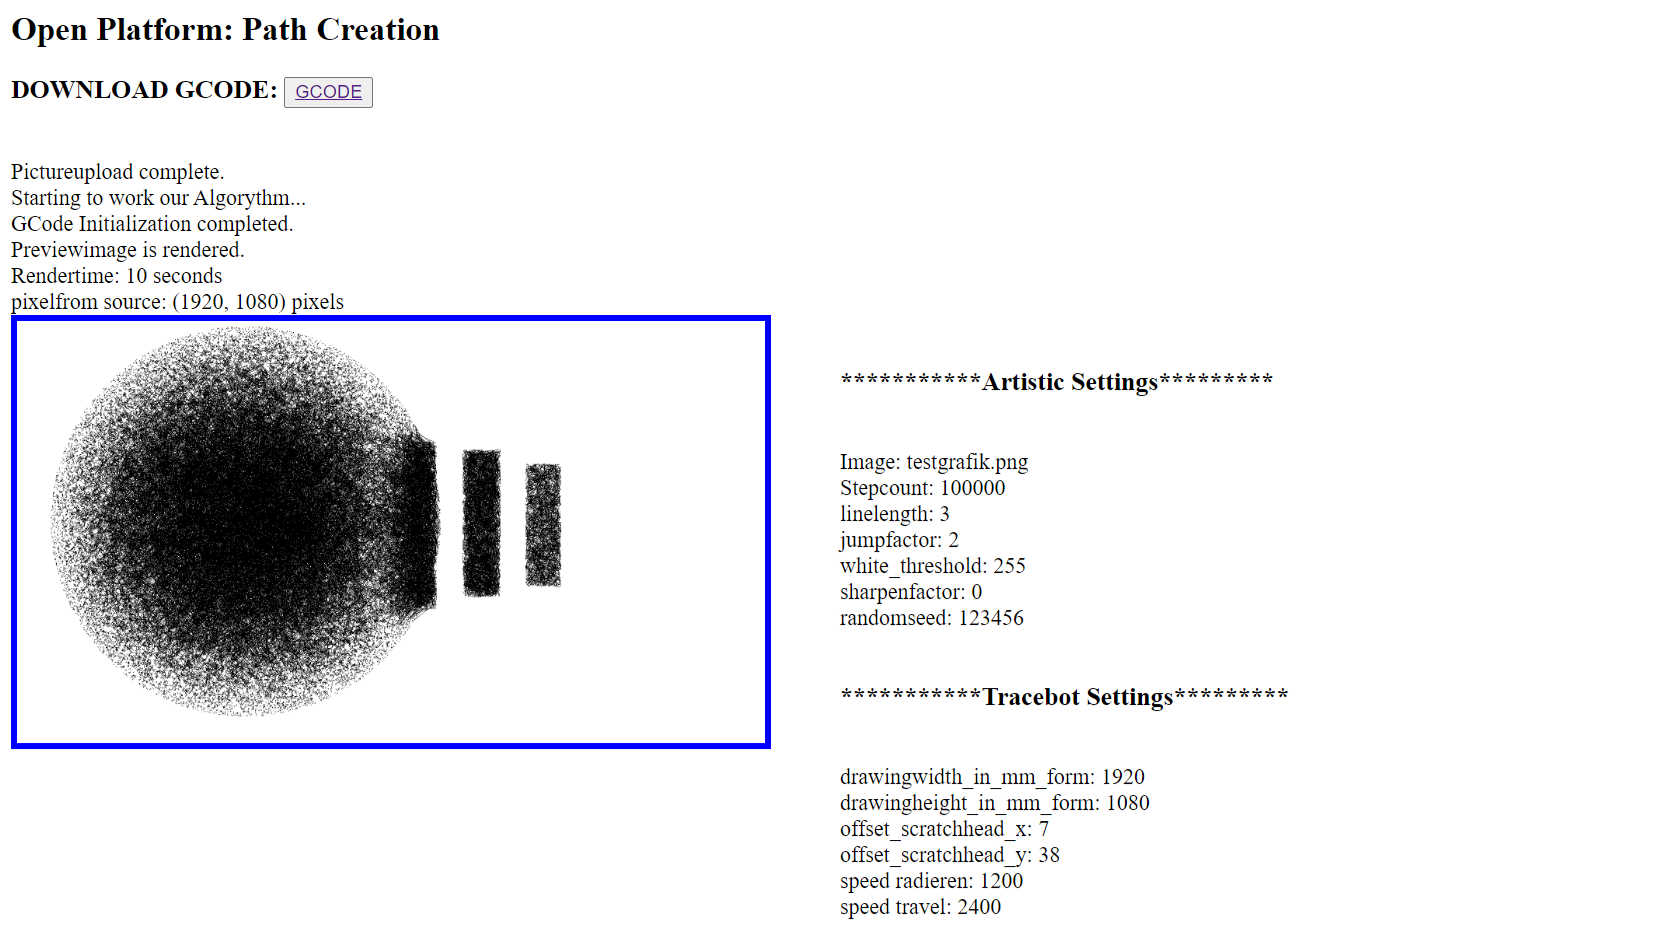 Open Platform: Path Creation
DOWNLOAD GCODE: GCODE
Pictureupload complete.
Starting to work our Algorythm...
GCode Initialization completed.
Previewimage is rendered.
Rendertime: 10 seconds
pixelfrom source: (1920, 1080) pixels
***********Artistic Settings*********
Image: testgrafik.png
Stepcount: 100000
linelength: 3
jumpfactor: 2
white_threshold: 255
sharpenfactor: 0
randomseed: 123456
***********Tracebot Settings*********
drawingwidth_in_mm_form: 1920
drawingheight_in_mm_form: 1080
offset_scratchhead_x: 7
offset_scratchhead_y: 38
speed radieren: 1200
speed travel: 2400